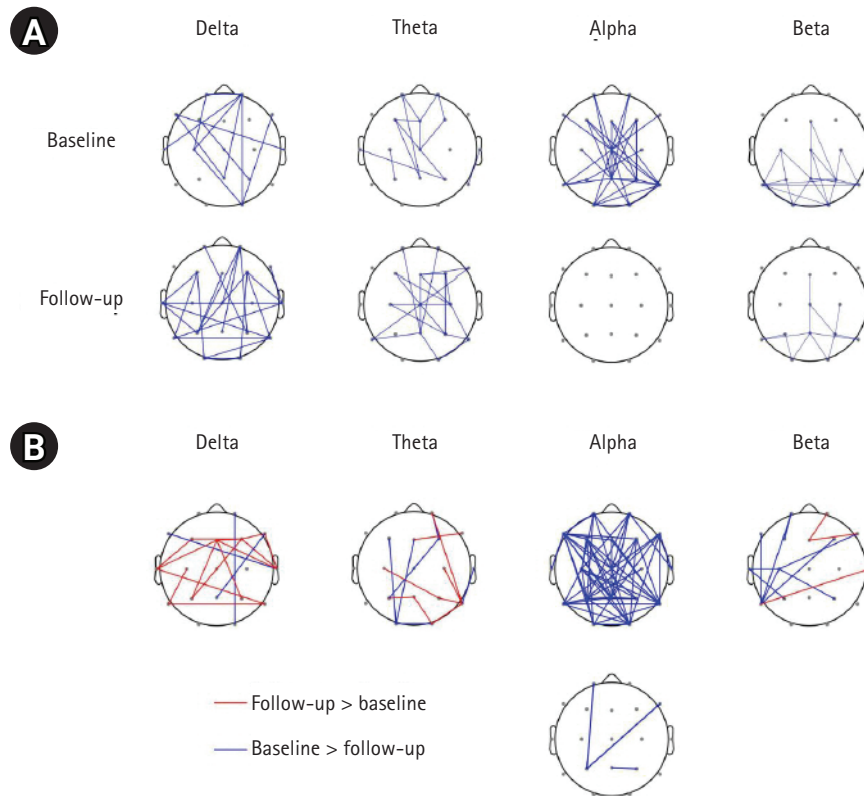 A
Delta Theta Alpha Beta
Baseline
Follow-up
B
Delta Theta Alpha Beta
Follow-up > baseline
Baseline > follow-up